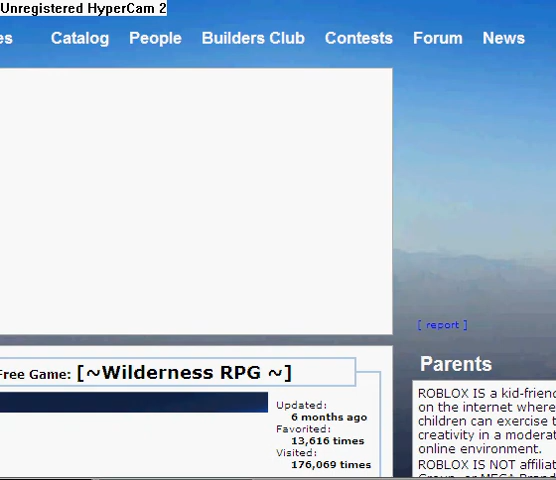 Unregistered HyperCam 2
es Catalog People Builders Club Contests Forum News
[ report ]
Free Game: [~Wilderness RPG ~]
Updated:
6 months ago
Favorited:
13,616 times
Visited:
176,069 times
Parents
ROBLOX IS a kid-friend
on the internet where
children can exercise t
creativity in a moderat
online environment.
ROBLOX IS NOT affiliat